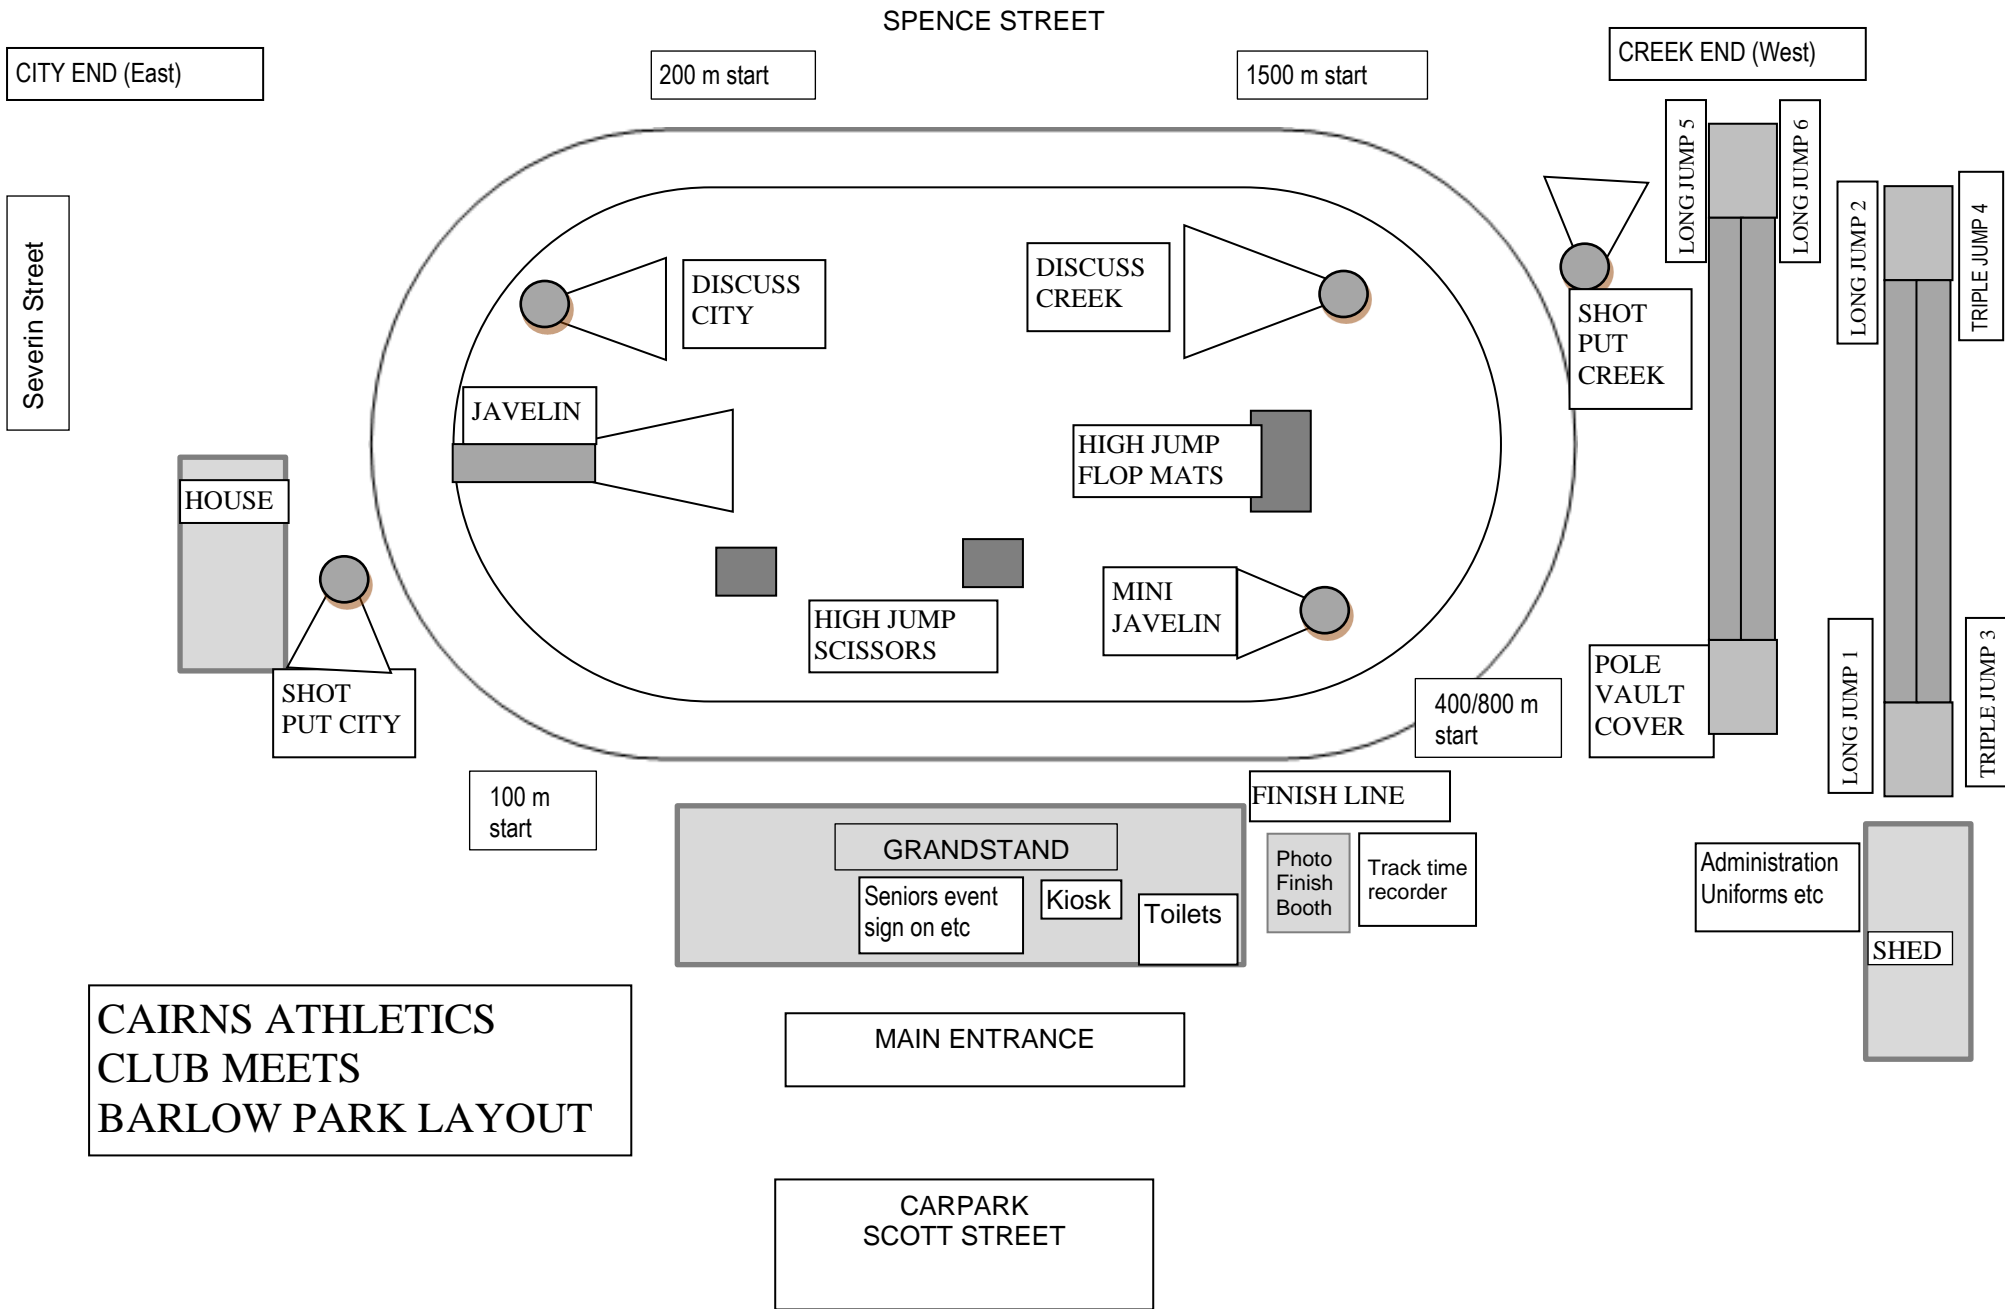 SPENCE STREET
CITY END (East)
200 m start
1500 m start
CREEK END (West)
LONG JUMP 5
LONG JUMP 6
LONG JUMP 2
TRIPLE JUMP 4
Severin Street
DISCUSS
CITY
DISCUSS
CREEK
SHOT
PUT
CREEK
JAVELIN
HIGH JUMP
FLOP MATS
HOUSE
MINI
JAVELIN
HIGH JUMP
SCISSORS
SHOT
PUT CITY
400/800 m
start
POLE
VAULT
COVER
LONG JUMP 1
TRIPLE JUMP 3
100 m
start
FINISH LINE
GRANDSTAND
Seniors event
sign on etc
Kiosk
Toilets
Photo
Finish
Booth
Track time
recorder
Administration
Uniforms etc
SHED
CAIRNS ATHLETICS
CLUB MEETS
BARLOW PARK LAYOUT
MAIN ENTRANCE
CARPARK
SCOTT STREET